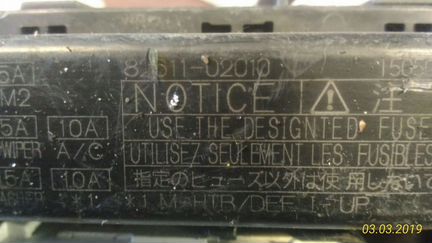 82611-02010
5A
NOTICE ⚠ 注
M2
5A 10A USE THE DESIGNTED FUSE
WIPER A/C UTILISEZ SEULEMENT LES FUSIBLES
5A 10A 指定のヒューズ以外は使用しないで
*1 *1 M-HTR/DEF I-UP
03.03.2019